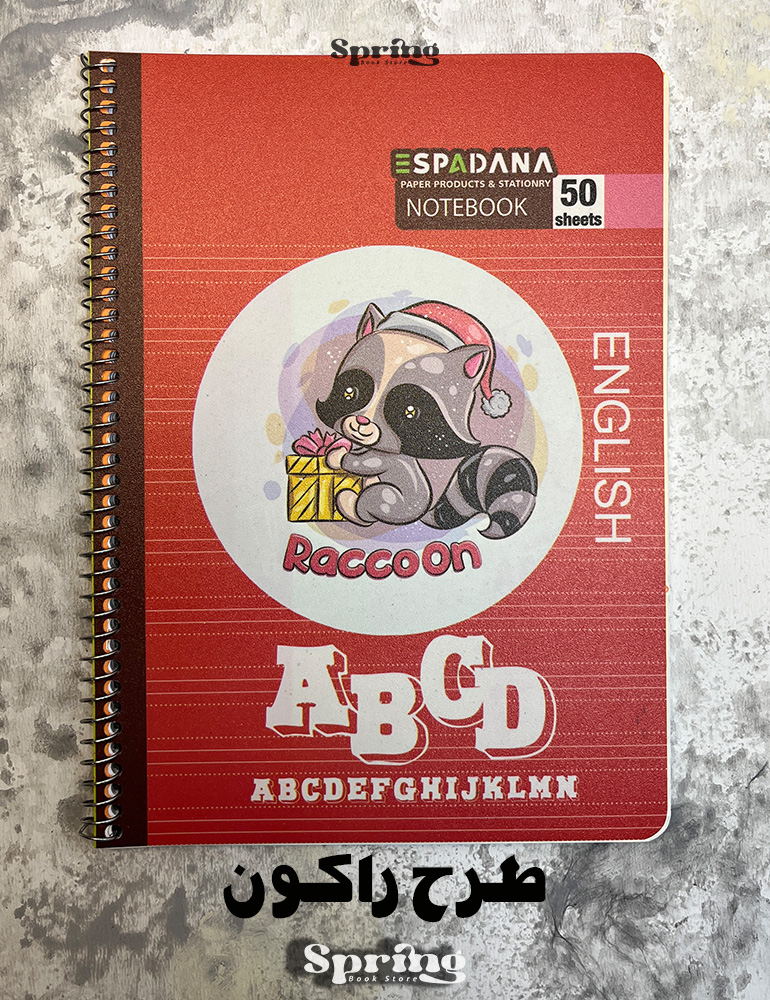 Spring
Book Store
ESPADANA
PAPER PRODUCTS & STATIONRY
NOTEBOOK
50
sheets
ENGLISH
Raccoon
ABCD
ABCDEFGHIJKLMN
طرح راکون
Spring
Book Store